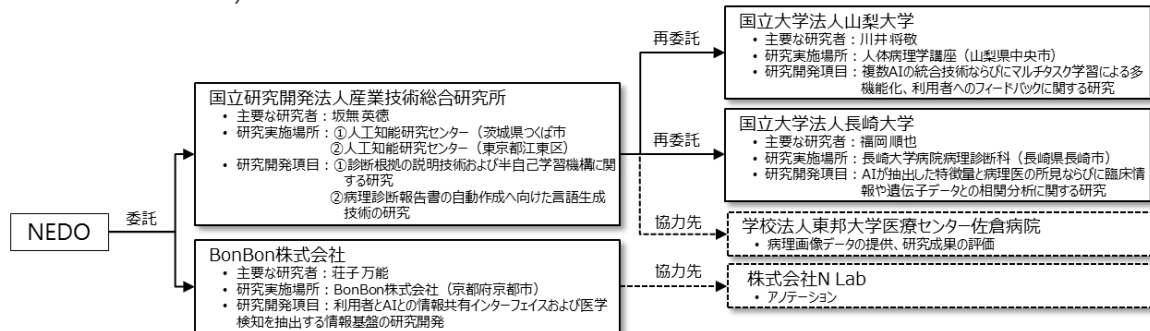 NEDO
委託
国立研究開発法人産業技術総合研究所
• 主要な研究者：坂無英徳
• 研究実施場所：①人工知能研究センター（茨城県つくば市
②人工知能研究センター（東京都江東区）
• 研究開発項目：①診断根拠の説明技術および半自己学習機構に関
する研究
②病理診断報告書の自動作成へ向けた言語生成
技術の研究
BonBon株式会社
• 主要な研究者：荘子万能
• 研究実施場所：BonBon株式会社（京都府京都市）
• 研究開発項目：利用者とAIとの情報共有インターフェイスおよび医学
検知を抽出する情報基盤の研究開発
再委託
国立大学法人山梨大学
• 主要な研究者：川井将敬
• 研究実施場所：人体病理学講座（山梨県中央市）
• 研究開発項目：複数AIの統合技術ならびにマルチタスク学習による多
機能化、利用者へのフィードバックに関する研究
再委託
国立大学法人長崎大学
• 主要な研究者：福岡順也
• 研究実施場所：長崎大学病院病理診断科（長崎県長崎市）
• 研究開発項目：AIが抽出した特徴量と病理医の所見ならびに臨床情
報や遺伝子データとの相関分析に関する研究
協力先
学校法人東邦大学医療センター佐倉病院
• 病理画像データの提供、研究成果の評価
協力先
株式会社N Lab
• アノテーション